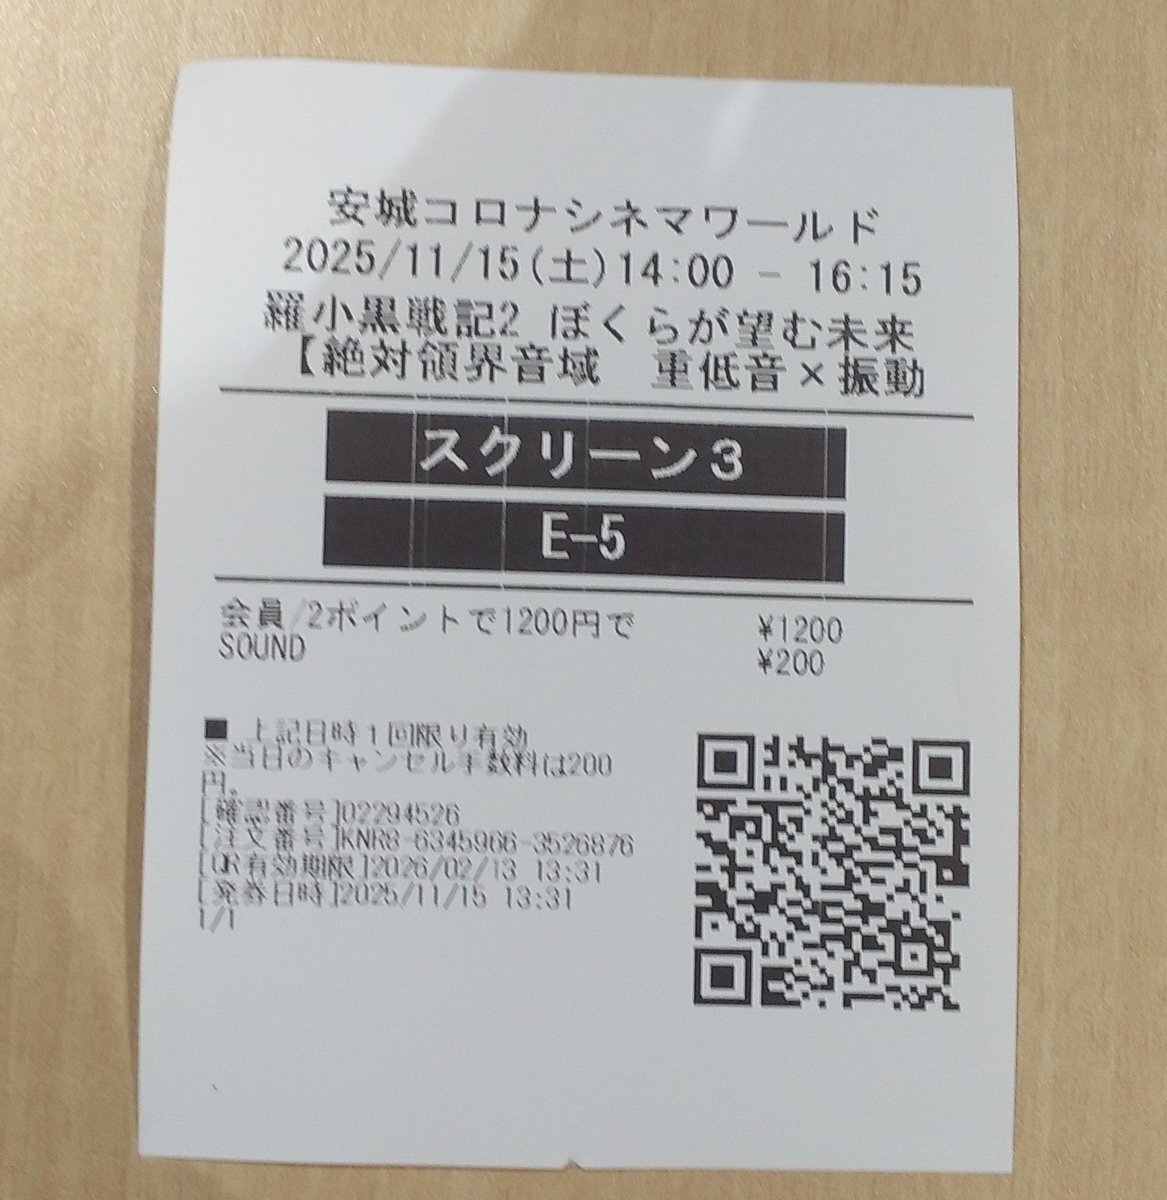 安城コロナシネマワールド
2025/11/15(土)14:00 - 16:15
羅小黒戦記2 ぼくらが望む未来
【絶対領界音域 重低音×振動
スクリーン3
E-5
会員/2ポイントで1200円で ¥1200
SOUND ¥200
■ 上記日時1回限り有効
※当日のキャンセル手数料は200
円。
[確認番号]02294526
[注文番号]KNR8-6345966-3526876
[QR有効期限]2026/02/13 13:31
[発券日時]2025/11/15 13:31
1/1